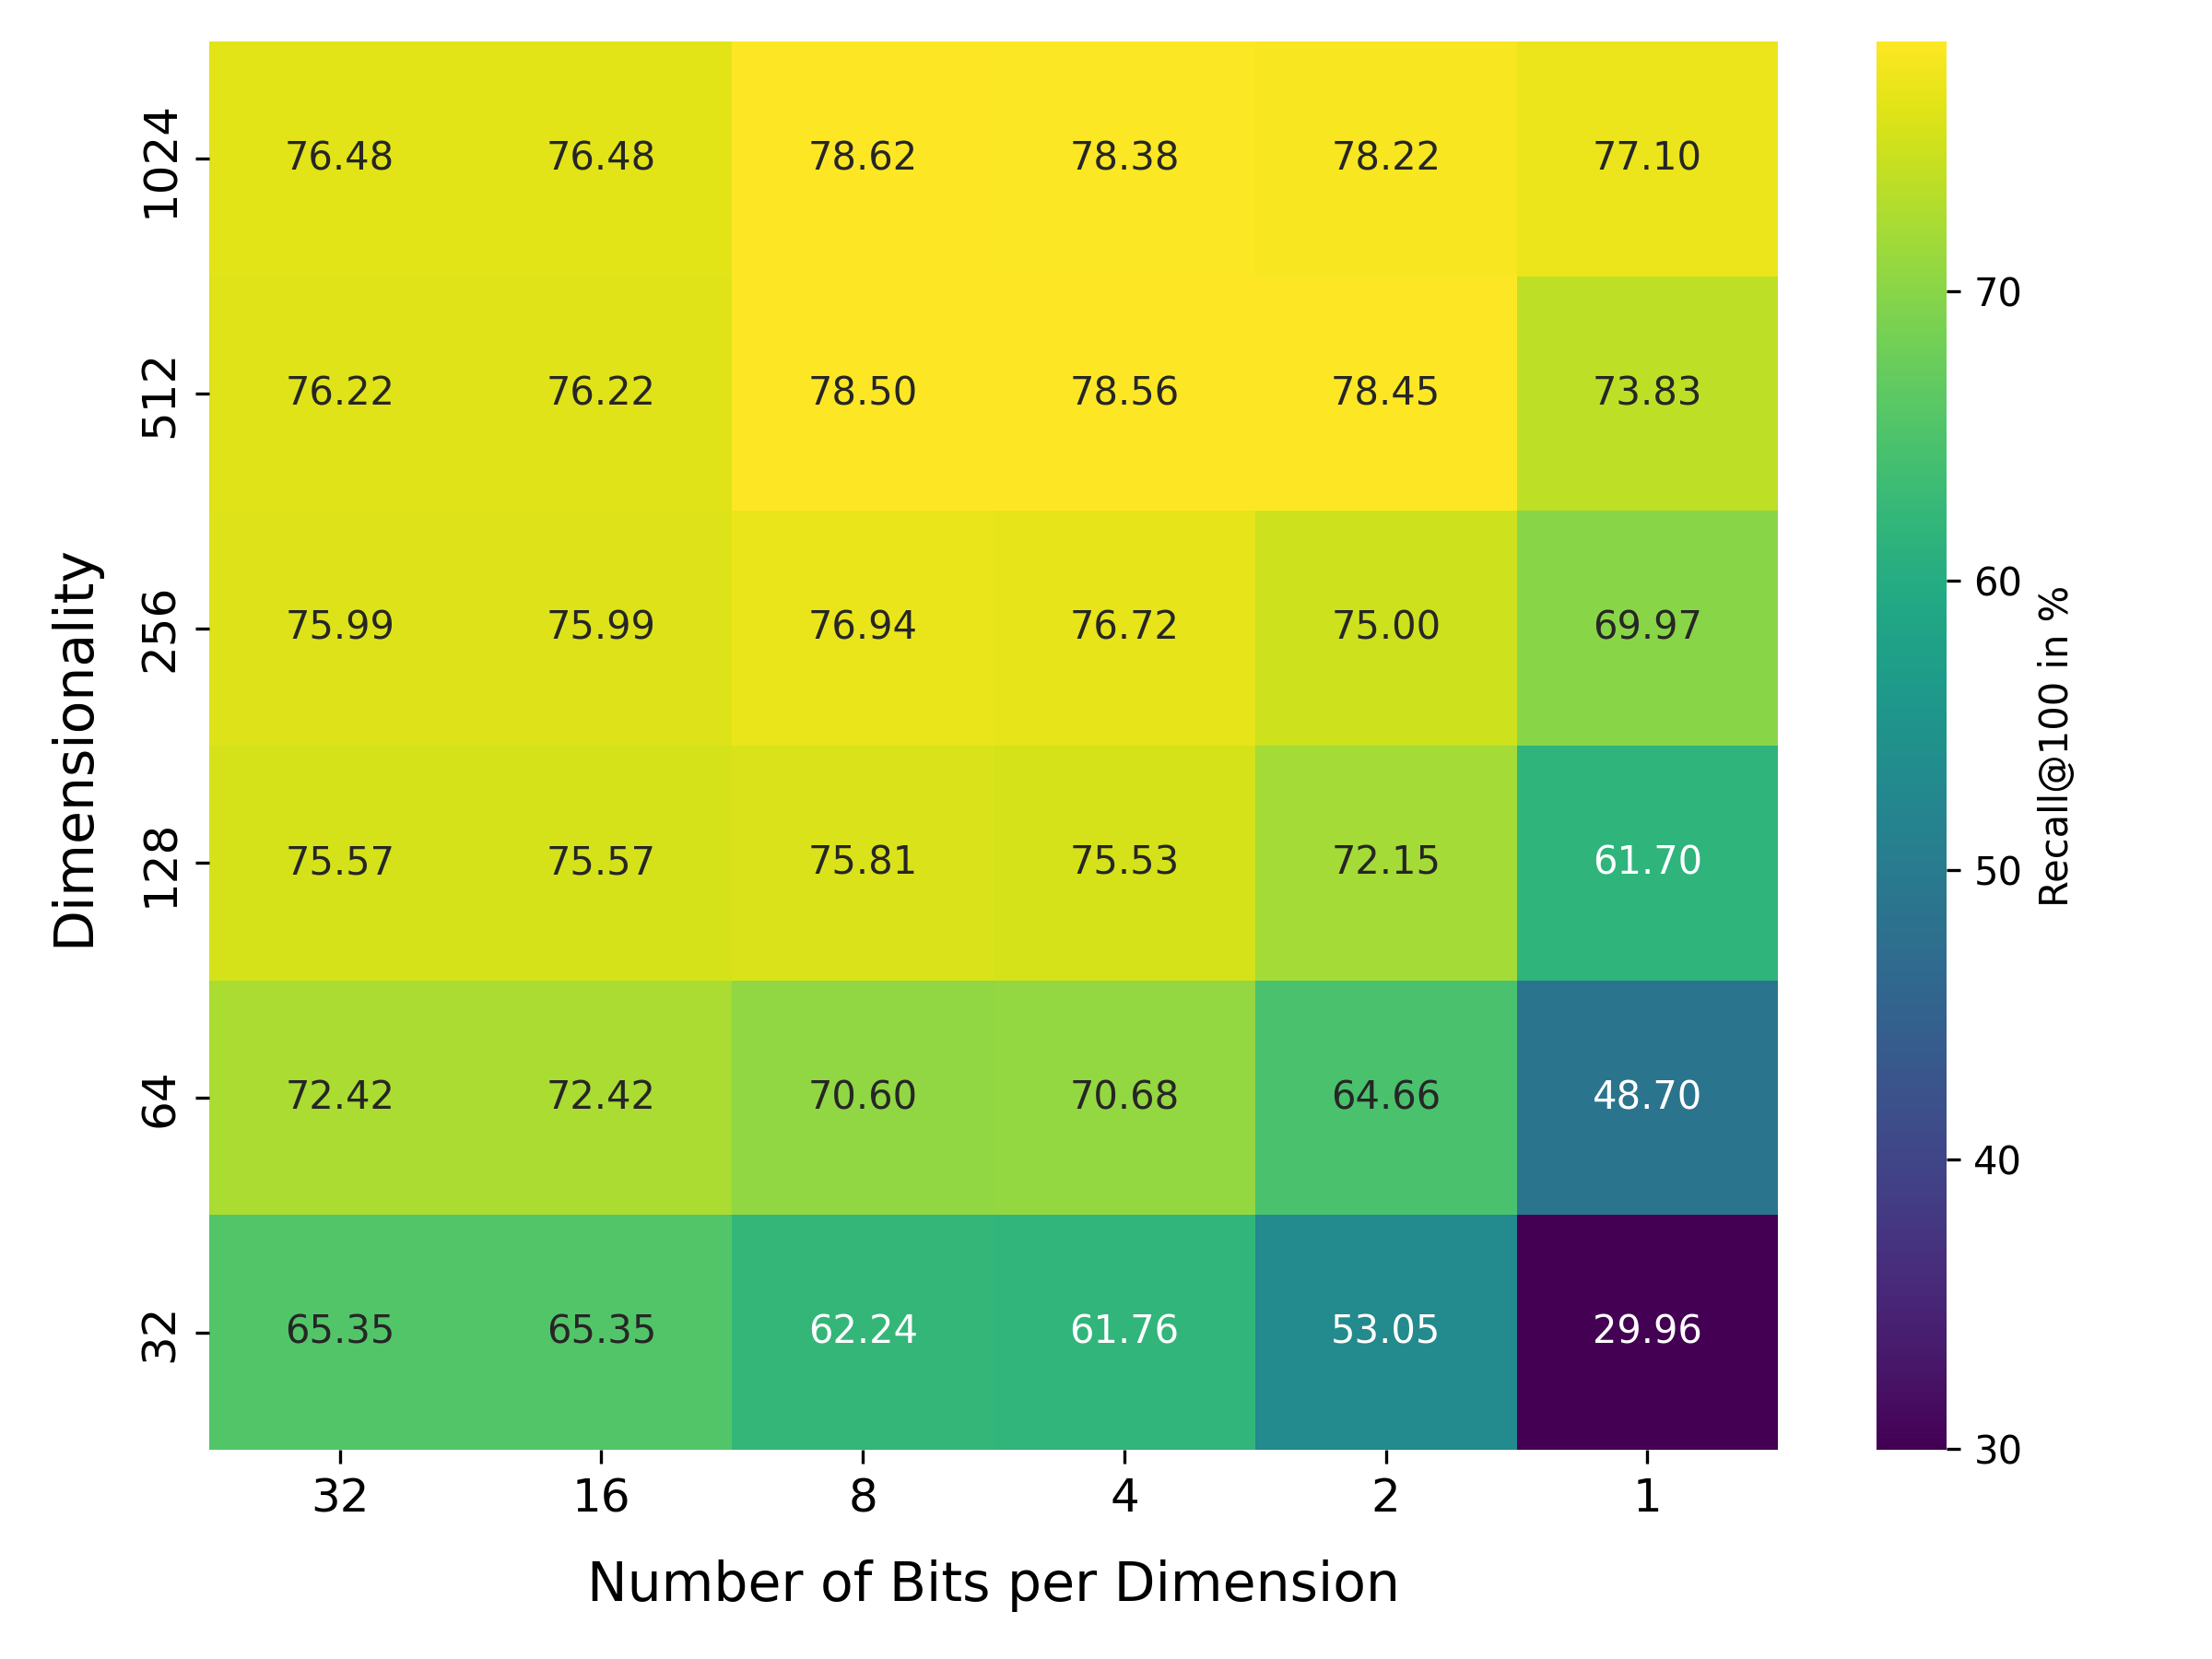 1024 76.48 76.48 78.62 78.38 78.22 77.10
512 76.22 76.22 78.50 78.56 78.45 73.83
256 75.99 75.99 76.94 76.72 75.00 69.97
128 75.57 75.57 75.81 75.53 72.15 61.70
64 72.42 72.42 70.60 70.68 64.66 48.70
32 65.35 65.35 62.24 61.76 53.05 29.96
32 16 8 4 2 1
Number of Bits per Dimension
Dimensionality
70
60
50
40
30
Recall@100 in %